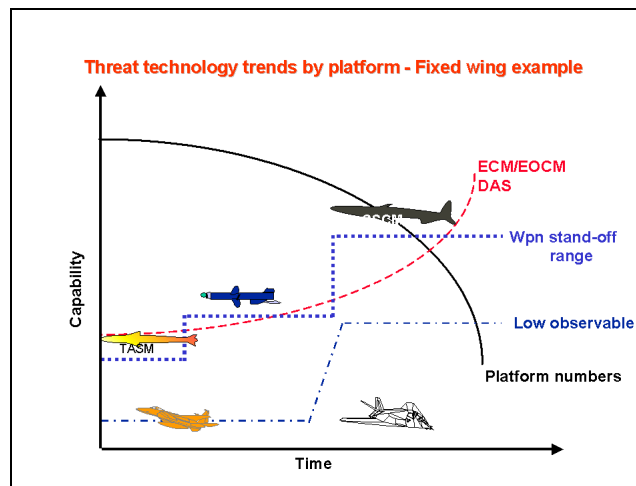 Threat technology trends by platform - Fixed wing example
ECM/EOCM
DAS
Wpn stand-off
range
Capability
TASM
Low observable
Platform numbers
Time